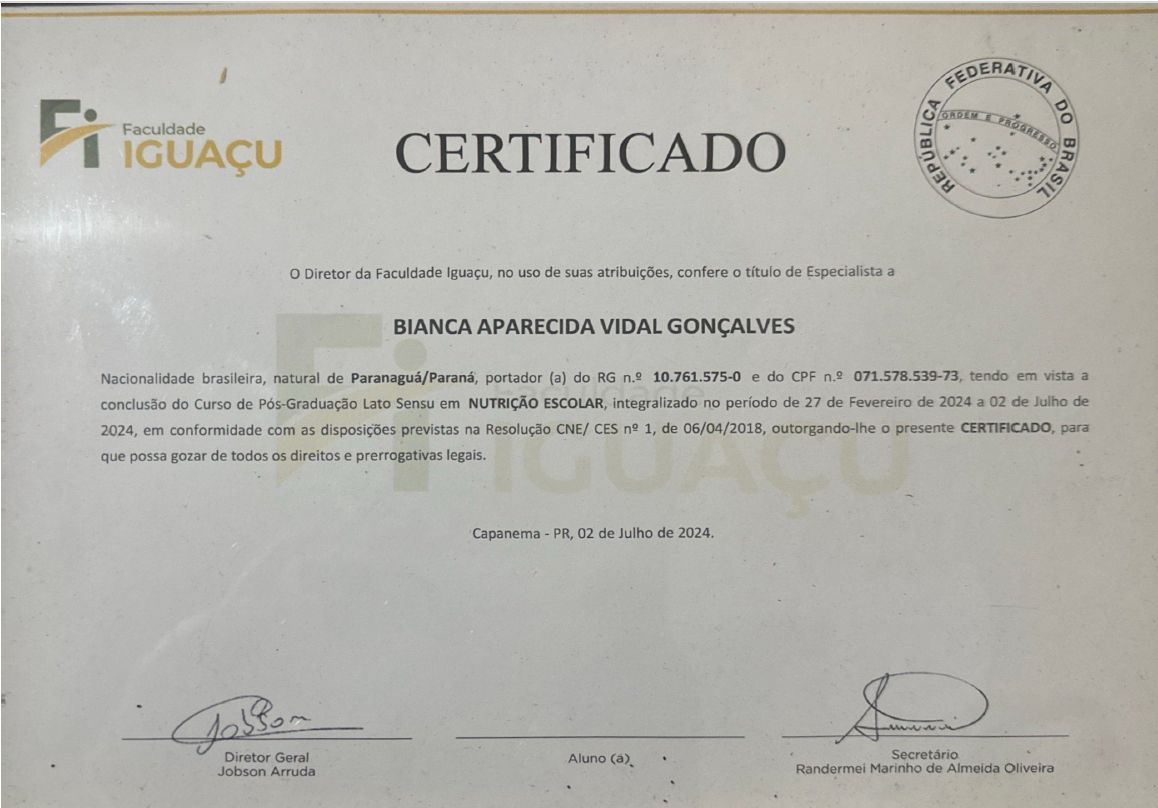 Faculdade
IGUAÇU
CERTIFICADO
REPÚBLICA FEDERATIVA DO BRASIL
ORDEM E PROGRESSO
O Diretor da Faculdade Iguaçu, no uso de suas atribuições, confere o título de Especialista a
BIANCA APARECIDA VIDAL GONÇALVES
Nacionalidade brasileira, natural de Paranaguá/Paraná, portador (a) do RG n.º 10.761.575-0 e do CPF n.º 071.578.539-73, tendo em vista a
conclusão do Curso de Pós-Graduação Lato Sensu em NUTRIÇÃO ESCOLAR, integralizado no período de 27 de Fevereiro de 2024 a 02 de Julho de
2024, em conformidade com as disposições previstas na Resolução CNE/ CES nº 1, de 06/04/2018, outorgando-lhe o presente CERTIFICADO, para
que possa gozar de todos os direitos e prerrogativas legais.
Faculdade
IGUAÇU
Capanema - PR, 02 de Julho de 2024.
Jobson
Diretor Geral
Jobson Arruda
Aluno (a)
Secretário
Randermei Marinho de Almeida Oliveira